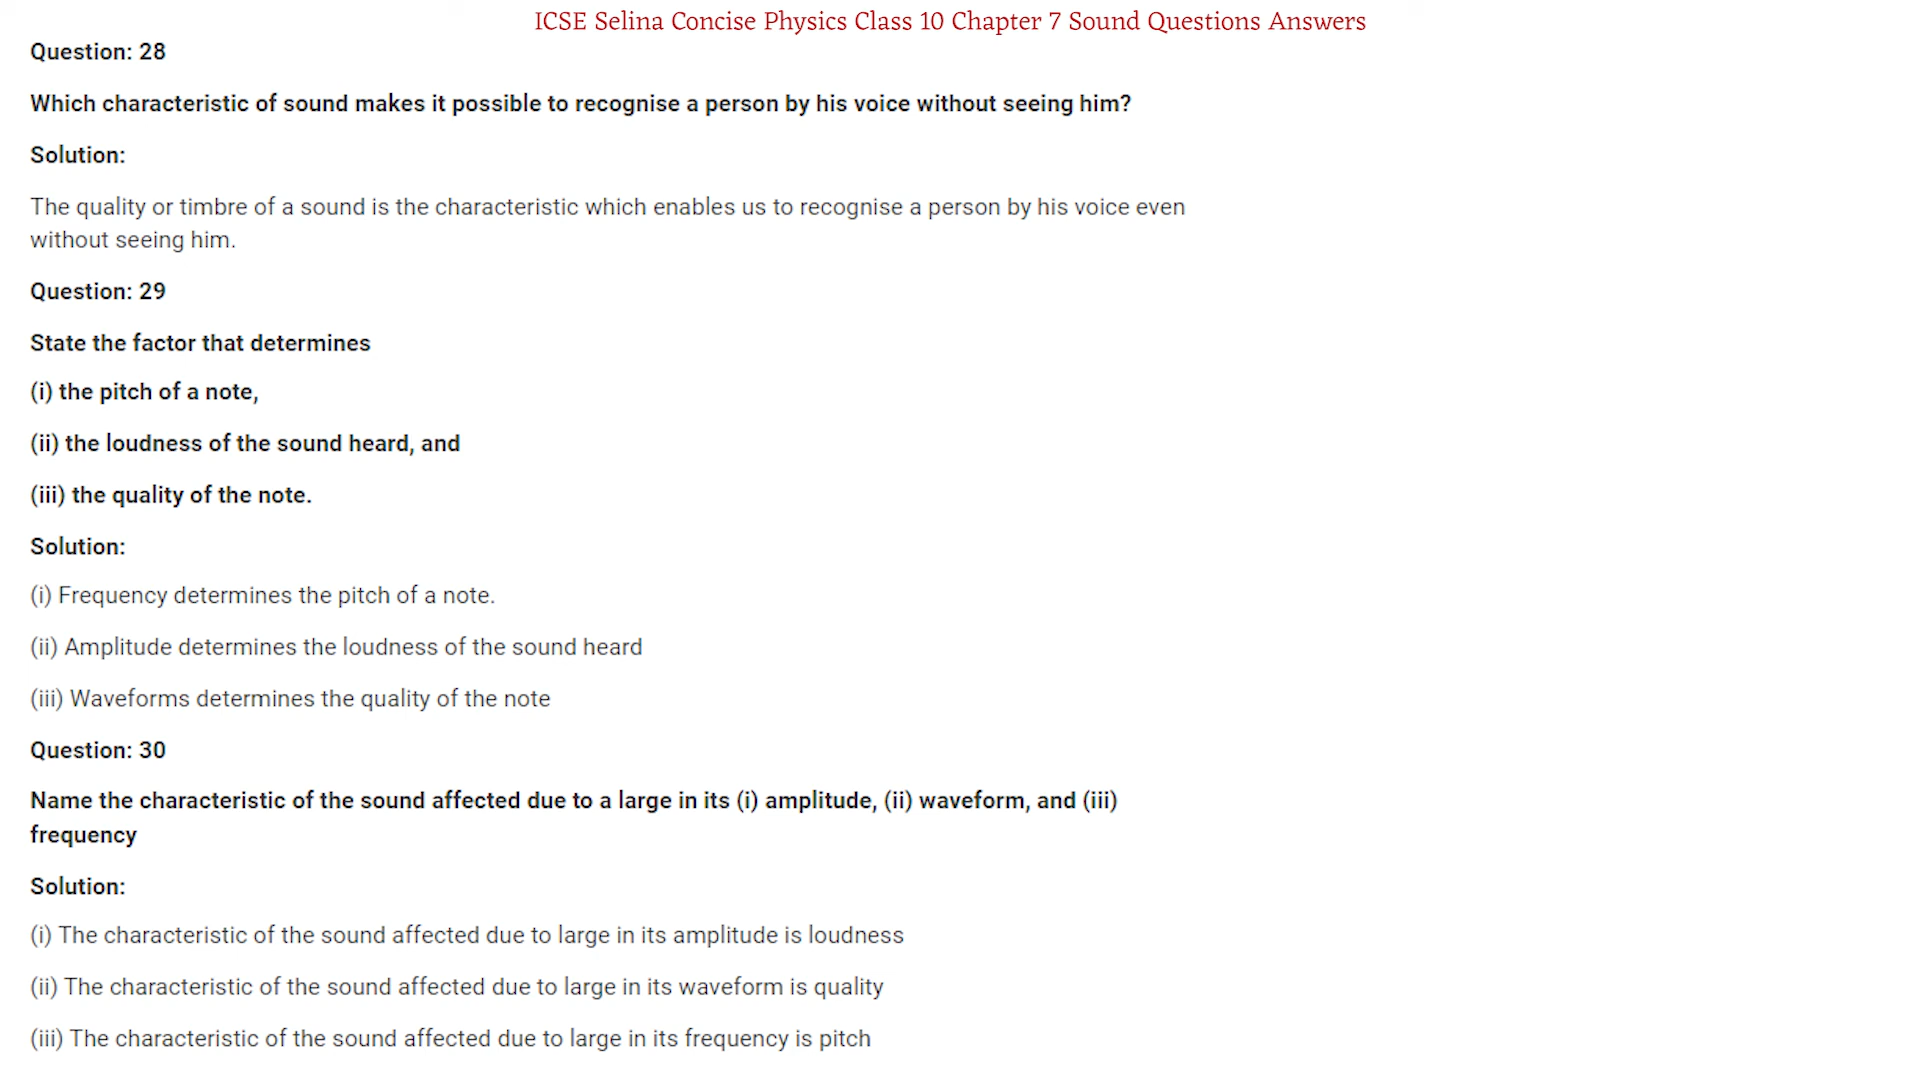 ICSE Selina Concise Physics Class 10 Chapter 7 Sound Questions Answers
Question: 28
Which characteristic of sound makes it possible to recognise a person by his voice without seeing him?
Solution:
The quality or timbre of a sound is the characteristic which enables us to recognise a person by his voice even
without seeing him.
Question: 29
State the factor that determines
(i) the pitch of a note,
(ii) the loudness of the sound heard, and
(iii) the quality of the note.
Solution:
(i) Frequency determines the pitch of a note.
(ii) Amplitude determines the loudness of the sound heard
(iii) Waveforms determines the quality of the note
Question: 30
Name the characteristic of the sound affected due to a large in its (i) amplitude, (ii) waveform, and (iii)
frequency
Solution:
(i) The characteristic of the sound affected due to large in its amplitude is loudness
(ii) The characteristic of the sound affected due to large in its waveform is quality
(iii) The characteristic of the sound affected due to large in its frequency is pitch